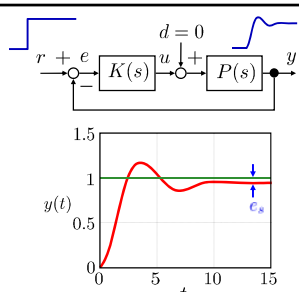 d = 0
r + e K(s) u + P(s) y
−
1.5
1
y(t) 0.5
e_s
0
0 5 10 15
t